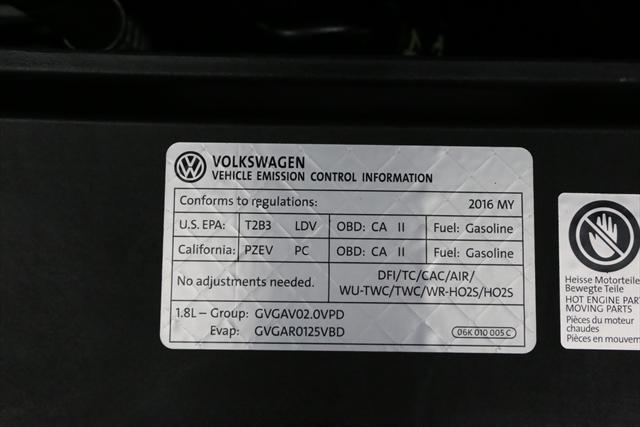 VOLKSWAGEN
VEHICLE EMISSION CONTROL INFORMATION
Conforms to regulations: 2016 MY
U.S. EPA: T2B3 LDV OBD: CA II Fuel: Gasoline
California: PZEV PC OBD: CA II Fuel: Gasoline
No adjustments needed.
DFI/TC/CAC/AIR/
WU-TWC/TWC/WR-HO2S/HO2S
1.8L – Group: GVGAV02.0VPD
Evap: GVGAR0125VBD
06K 010 005 C
Heisse Motorteile
Bewegte Teile
HOT ENGINE PART
MOVING PARTS
Pièces du moteur
chaudes
Pièces en mouvem